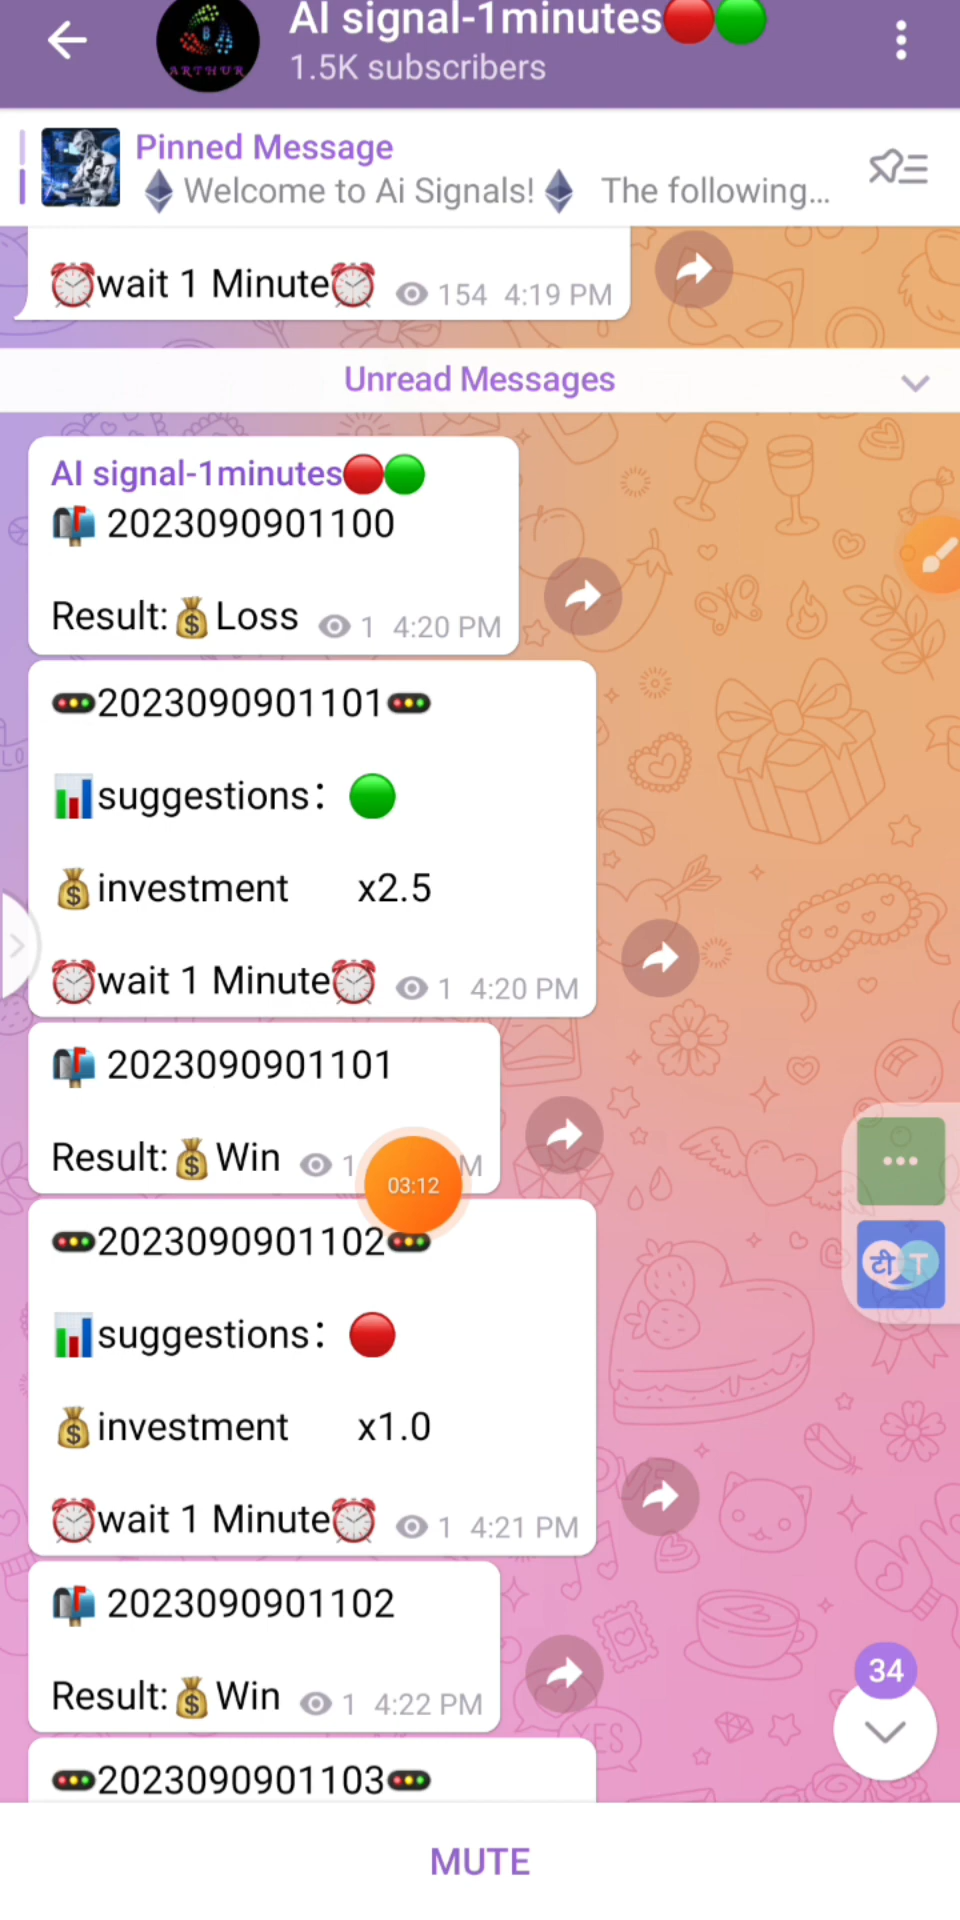 AI signal-1minutes🔴🟢
1.5K subscribers
ARTHUR
Pinned Message
Welcome to Ai Signals! The following...
⏰wait 1 Minute⏰ 154 4:19 PM
Unread Messages
AI signal-1minutes🔴🟢
📬 2023090901100
Result:💰Loss 1 4:20 PM
🚥2023090901101🚥
📊suggestions：🟢
💰investment x2.5
⏰wait 1 Minute⏰ 1 4:20 PM
📬 2023090901101
Result:💰Win 1 M
03:12
🚥2023090901102🚥
टी T
📊suggestions：🔴
💰investment x1.0
⏰wait 1 Minute⏰ 1 4:21 PM
📬 2023090901102
Result:💰Win 1 4:22 PM
34
🚥2023090901103🚥
MUTE